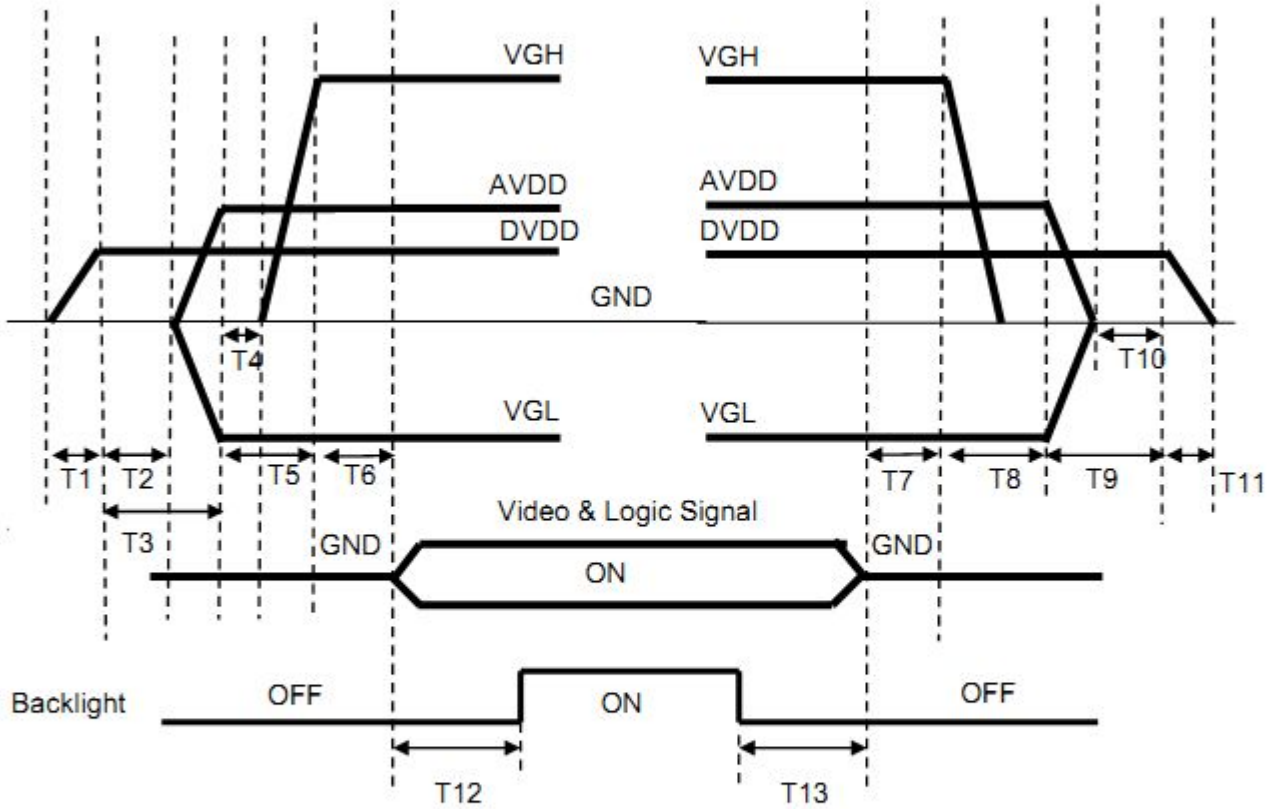 VGH VGH
AVDD AVDD
DVDD DVDD
GND
T4 T10
VGL VGL
T1 T2 T5 T6 T7 T8 T9 T11
T3 Video & Logic Signal
GND GND
ON
Backlight OFF ON OFF
T12 T13